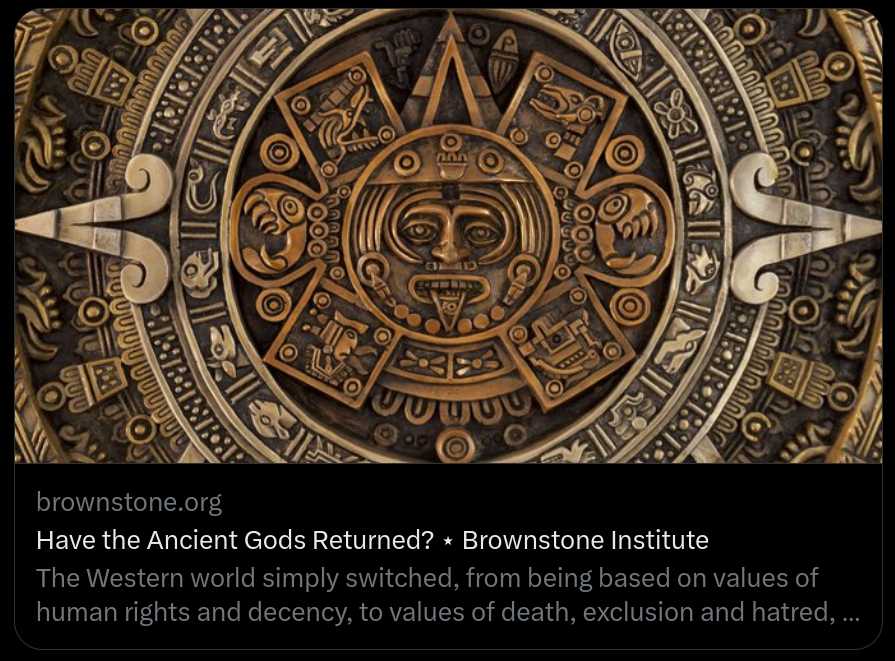 brownstone.org
Have the Ancient Gods Returned? ⋆ Brownstone Institute
The Western world simply switched, from being based on values of
human rights and decency, to values of death, exclusion and hatred, ...